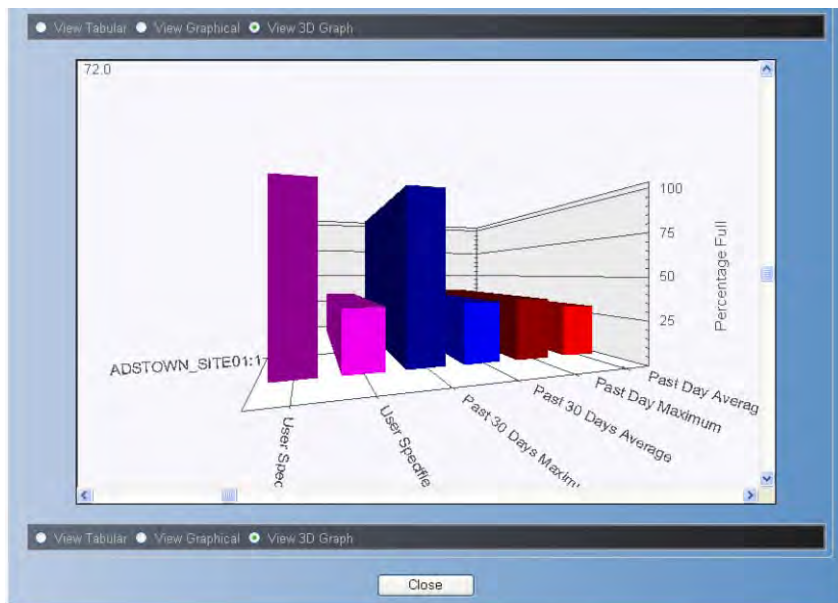 View Tabular View Graphical View 3D Graph
72.0
100
75
50
25
Percentage Full
ADSTOWN_SITE01:1
User Spec
User Specifie
Past 30 Days Maximu
Past 30 Days Average
Past Day Maximum
Past Day Averag
View Tabular View Graphical View 3D Graph
Close